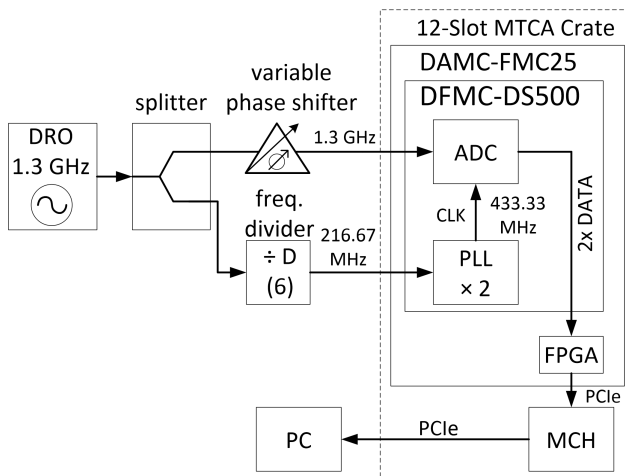 12-Slot MTCA Crate
DAMC-FMC25
DFMC-DS500
variable
phase shifter
splitter
DRO
1.3 GHz
1.3 GHz
ADC
freq.
divider
÷ D
(6)
216.67
MHz
CLK
433.33
MHz
PLL
× 2
2x DATA
FPGA
PCIe
MCH
PCIe
PC